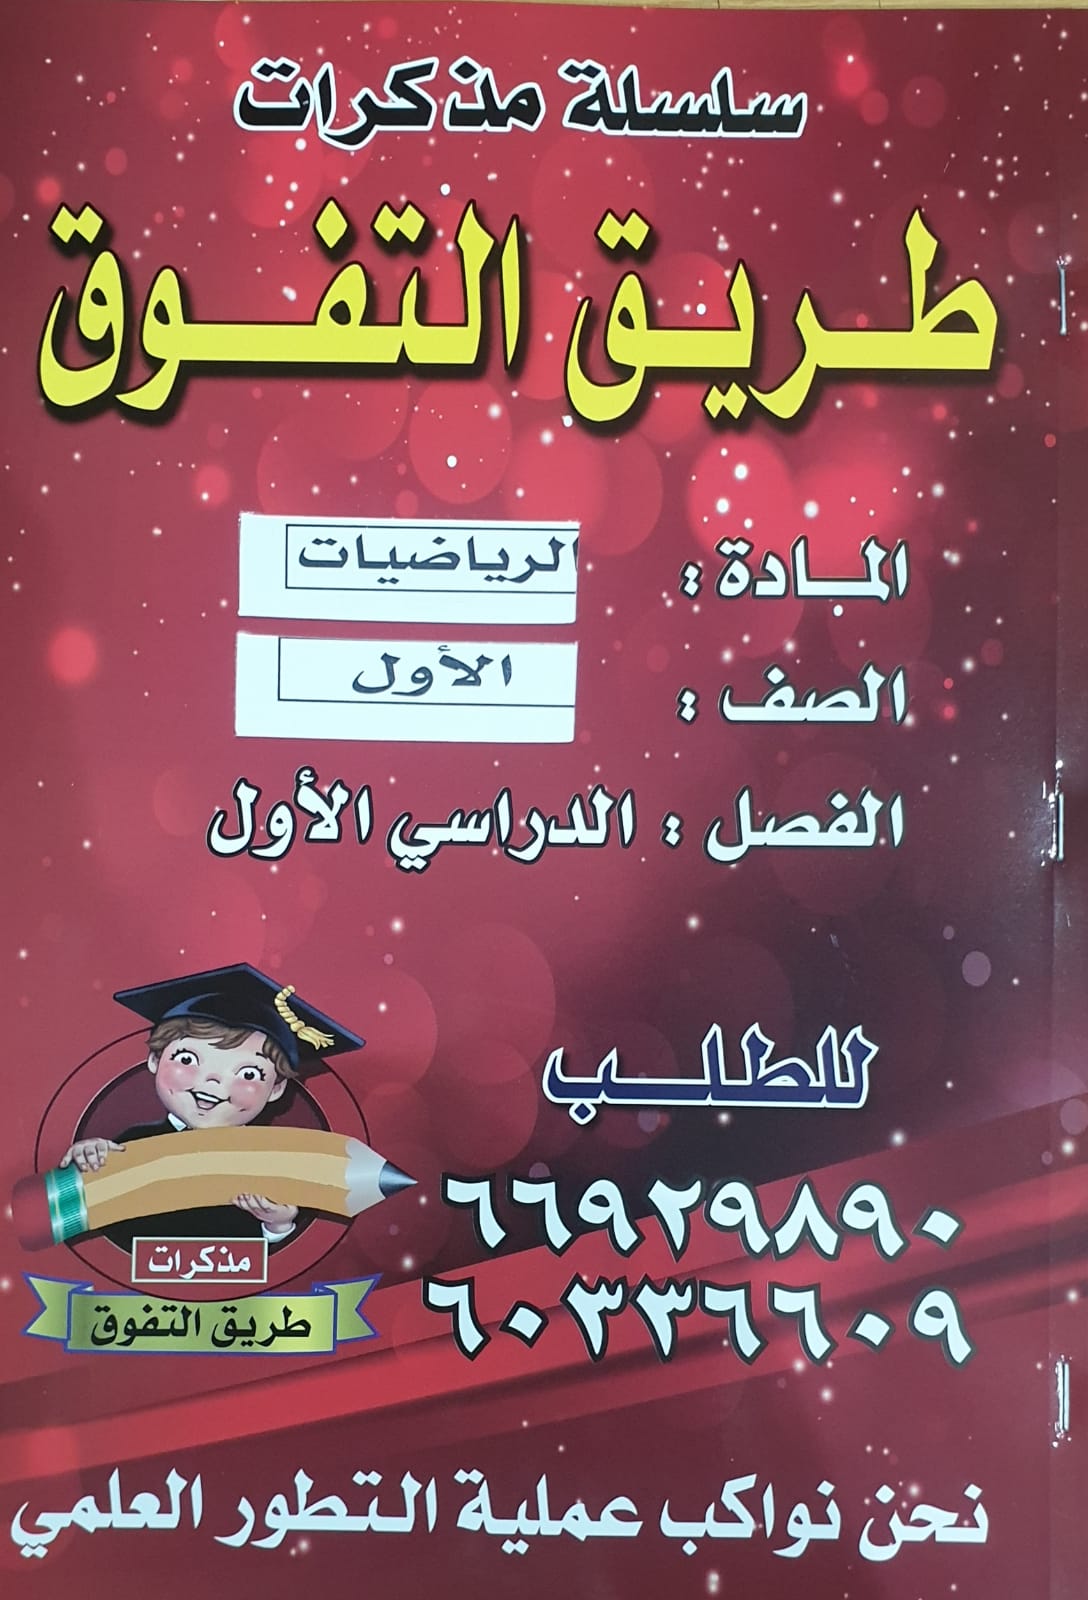 سلسلة مذكرات
طريق التفوق
المادة : الرياضيات
الصف : الأول
الفصل : الدراسي الأول
للطلب
٦٦٩٢٩٨٩٠
٦٠٣٣٦٦٠٩
مذكرات
طريق التفوق
نحن نواكب عملية التطور العلمي